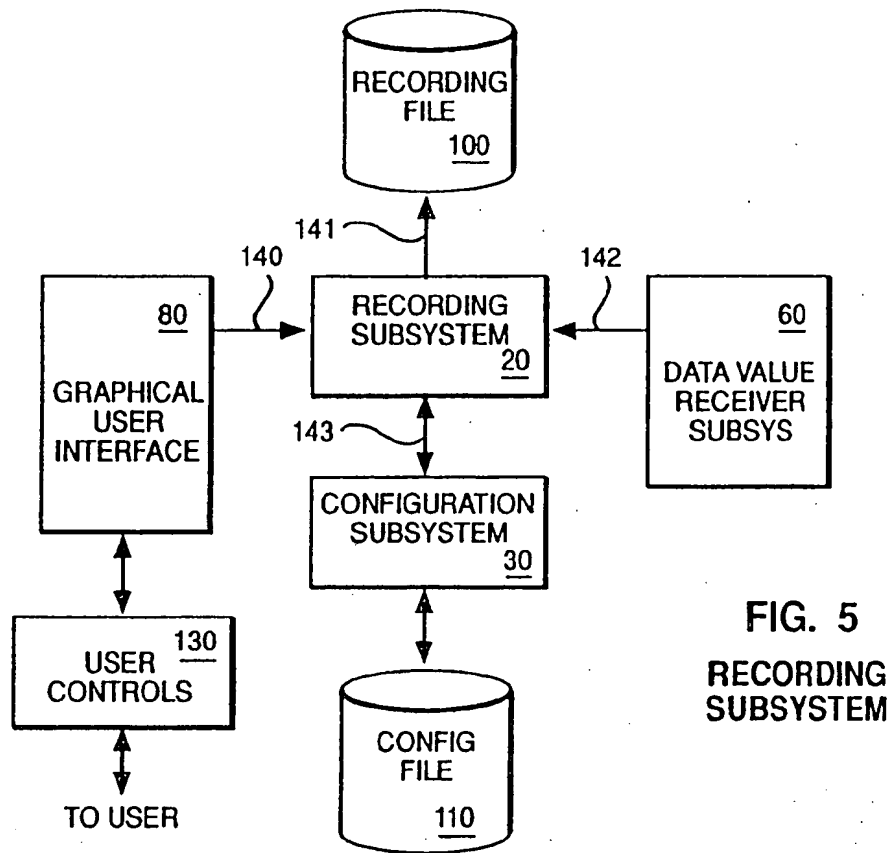 RECORDING
FILE
100
141
140
142
80
GRAPHICAL
USER
INTERFACE
RECORDING
SUBSYSTEM
20
60
DATA VALUE
RECEIVER
SUBSYS
143
CONFIGURATION
SUBSYSTEM
30
130
USER
CONTROLS
TO USER
CONFIG
FILE
110
FIG. 5
RECORDING
SUBSYSTEM